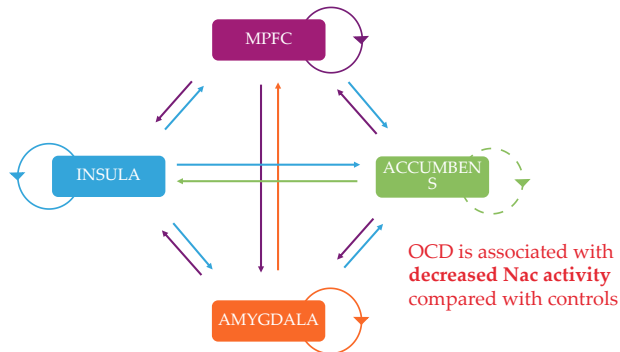 MPFC
INSULA
ACCUMBEN
S
OCD is associated with
decreased Nac activity
compared with controls
AMYGDALA